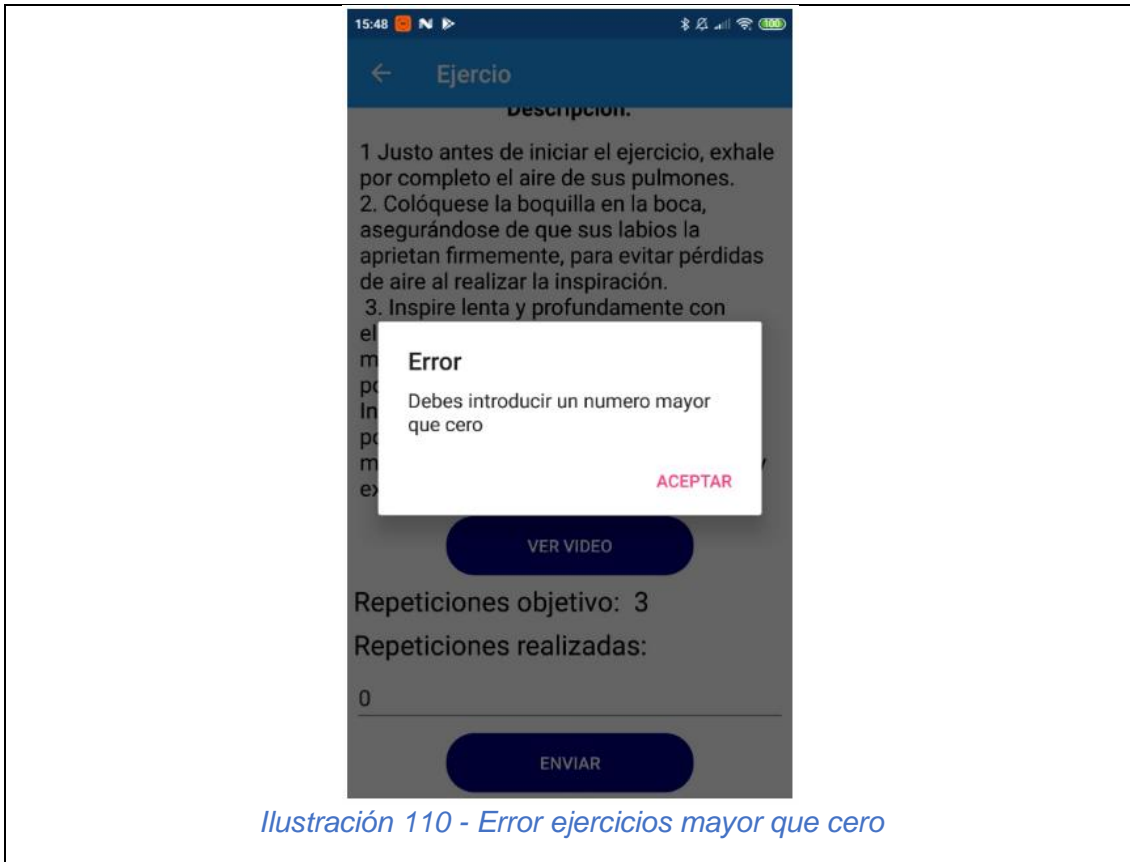 15:48 100
Ejercio
Descripción.
1 Justo antes de iniciar el ejercicio, exhale
por completo el aire de sus pulmones.
2. Colóquese la boquilla en la boca,
asegurándose de que sus labios la
aprietan firmemente, para evitar pérdidas
de aire al realizar la inspiración.
3. Inspire lenta y profundamente con
el
Error
Debes introducir un numero mayor
que cero
ACEPTAR
VER VIDEO
Repeticiones objetivo: 3
Repeticiones realizadas:
0
ENVIAR
Ilustración 110 - Error ejercicios mayor que cero